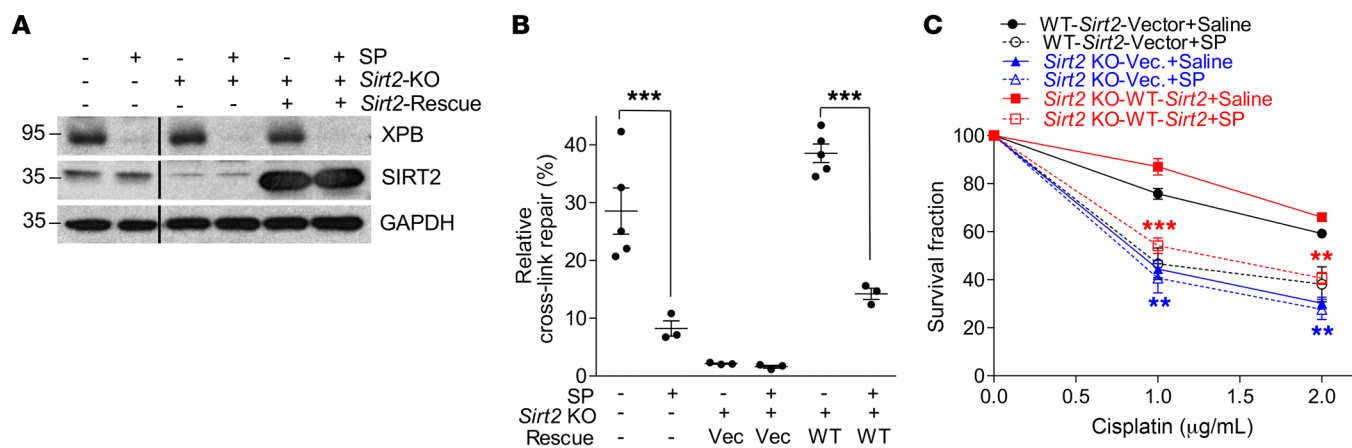 A
- + - + - + SP
- - + + + + Sirt2-KO
- - - - + + Sirt2-Rescue
95 XPB
35 SIRT2
35 GAPDH
B
*** ***
Relative
cross-link repair (%)
40
30
20
10
0
SP - + - + - +
Sirt2 KO - - + + + +
Rescue - - Vec Vec WT WT
C
WT-Sirt2-Vector+Saline
WT-Sirt2-Vector+SP
Sirt2 KO-Vec.+Saline
Sirt2 KO-Vec.+SP
Sirt2 KO-WT-Sirt2+Saline
Sirt2 KO-WT-Sirt2+SP
Survival fraction
100
80
60
40
20
0
***
**
**
**
0.0 0.5 1.0 1.5 2.0
Cisplatin (μg/mL)